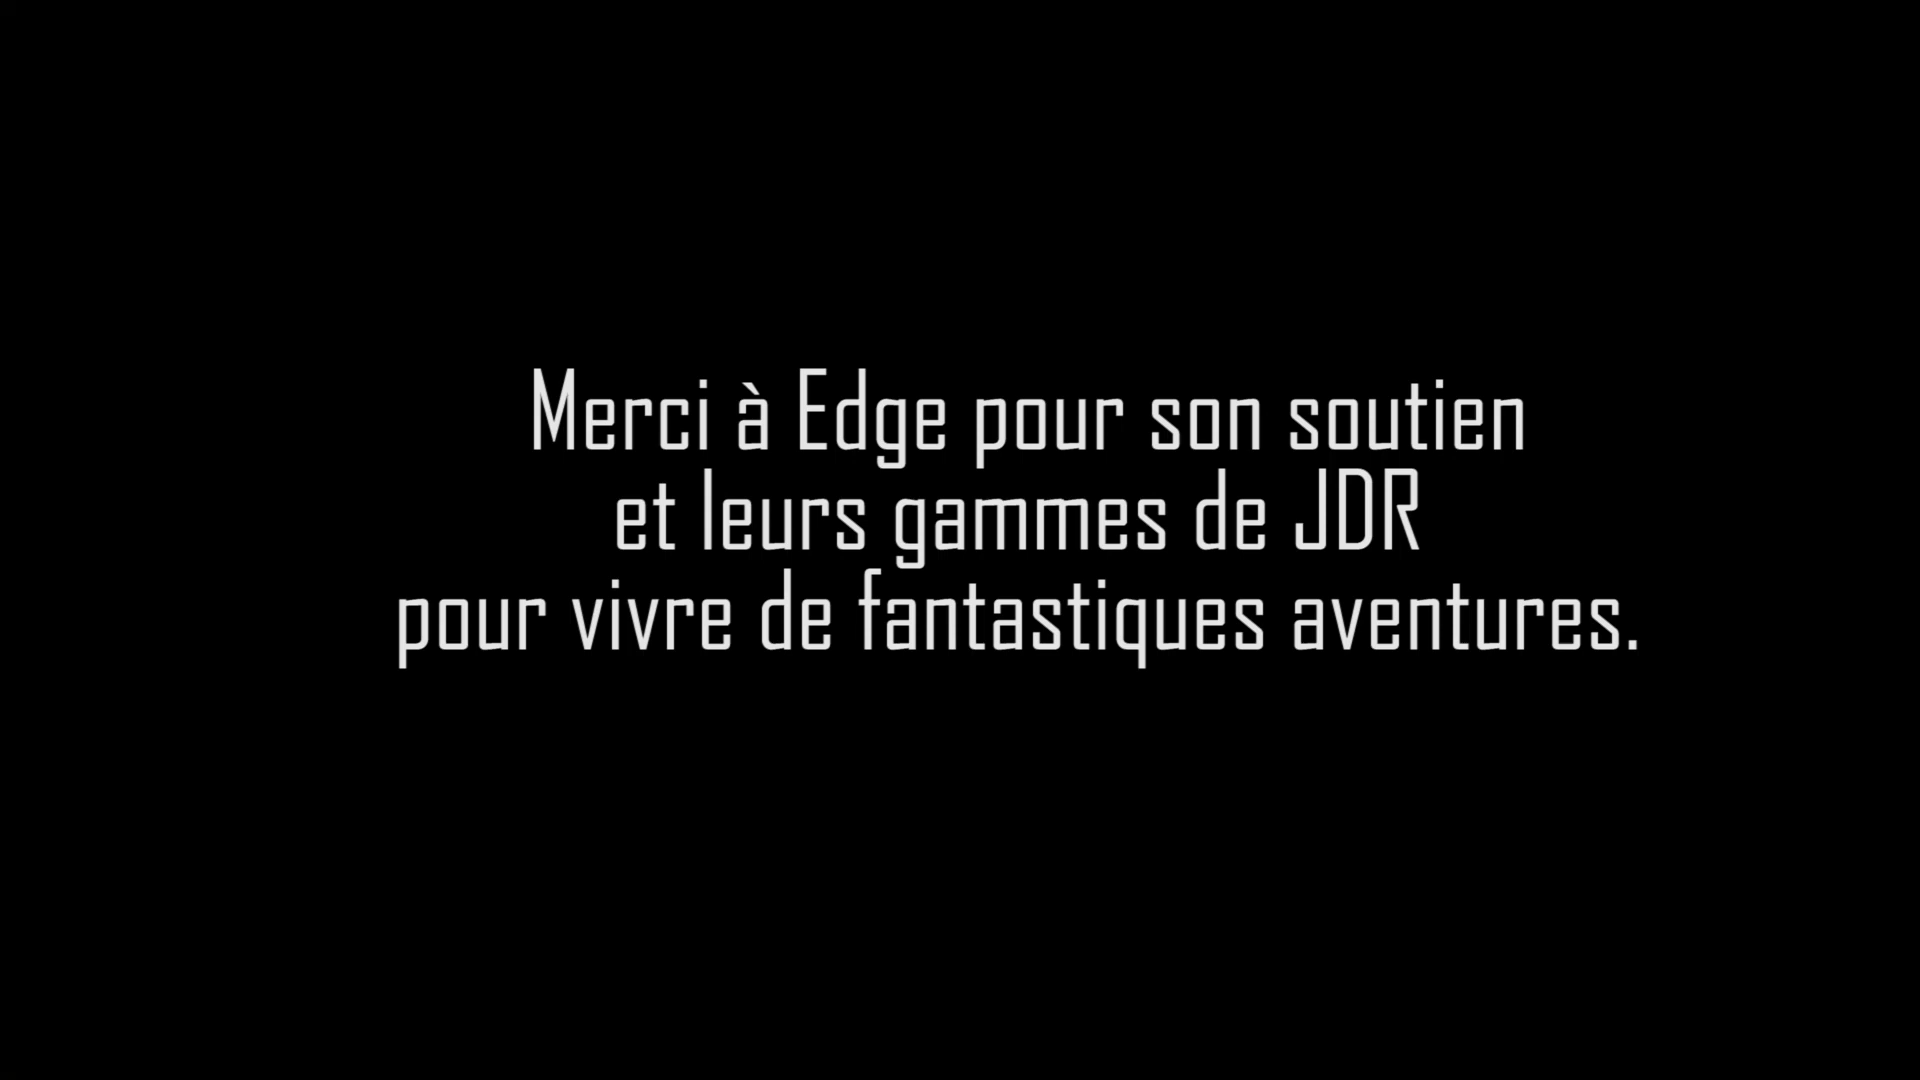 Merci à Edge pour son soutien
et leurs gammes de JDR
pour vivre de fantastiques aventures.